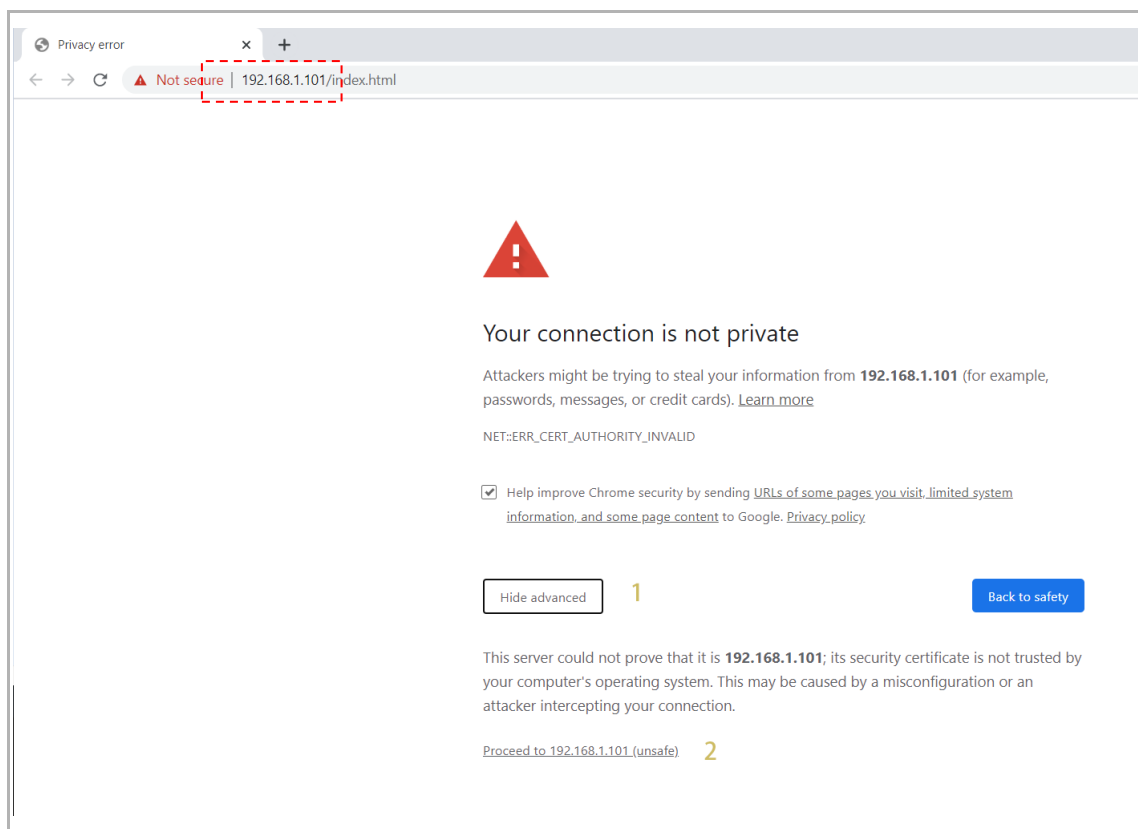 Privacy error
Not secure | 192.168.1.101/index.html
Your connection is not private
Attackers might be trying to steal your information from 192.168.1.101 (for example,
passwords, messages, or credit cards). Learn more
NET::ERR_CERT_AUTHORITY_INVALID
Help improve Chrome security by sending URLs of some pages you visit, limited system
information, and some page content to Google. Privacy policy
Hide advanced 1 Back to safety
This server could not prove that it is 192.168.1.101; its security certificate is not trusted by
your computer's operating system. This may be caused by a misconfiguration or an
attacker intercepting your connection.
Proceed to 192.168.1.101 (unsafe) 2